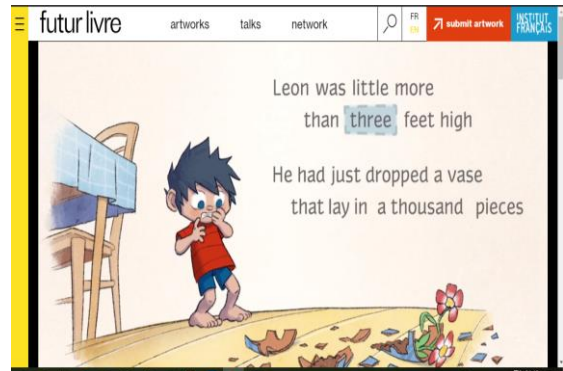 futur livre
artworks talks network FR EN submit artwork INSTITUT FRANÇAIS
Leon was little more
than three feet high
He had just dropped a vase
that lay in a thousand pieces